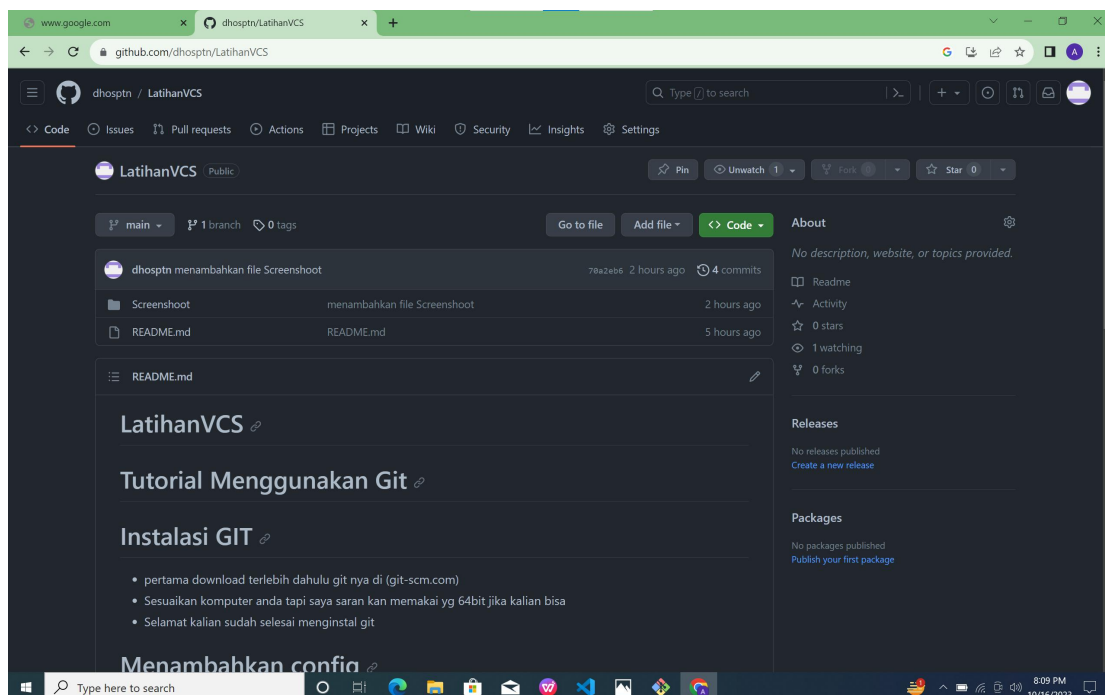 www.google.com
dhosptn/LatihanVCS
github.com/dhosptn/LatihanVCS
dhosptn / LatihanVCS
Type / to search
Code Issues Pull requests Actions Projects Wiki Security Insights Settings
LatihanVCS Public
Pin Unwatch 1 Fork 0 Star 0
main 1 branch 0 tags Go to file Add file Code
dhosptn menambahkan file Screenshoot 70a2eb6 2 hours ago 4 commits
Screenshoot menambahkan file Screenshoot 2 hours ago
README.md README.md 5 hours ago
README.md
LatihanVCS
Tutorial Menggunakan Git
Instalasi GIT
• pertama download terlebih dahulu git nya di (git-scm.com)
• Sesuaikan komputer anda tapi saya saran kan memakai yg 64bit jika kalian bisa
• Selamat kalian sudah selesai menginstal git
Menambahkan config
About
No description, website, or topics provided.
Readme
Activity
0 stars
1 watching
0 forks
Releases
No releases published
Create a new release
Packages
No packages published
Publish your first package
Type here to search
8:09 PM
10/16/2023